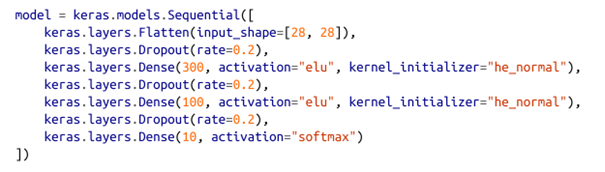 model = keras.models.Sequential([
    keras.layers.Flatten(input_shape=[28, 28]),
    keras.layers.Dropout(rate=0.2),
    keras.layers.Dense(300, activation="elu", kernel_initializer="he_normal"),
    keras.layers.Dropout(rate=0.2),
    keras.layers.Dense(100, activation="elu", kernel_initializer="he_normal"),
    keras.layers.Dropout(rate=0.2),
    keras.layers.Dense(10, activation="softmax")
])